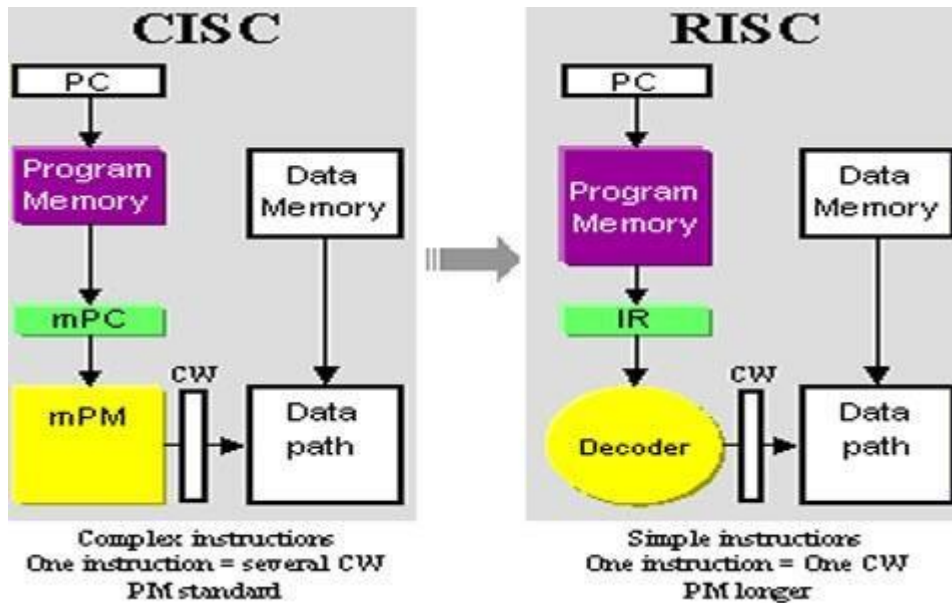 CISC
PC
Program
Memory
Data
Memory
mPC
mPM
CW
Data
path
Complex instructions
One instruction = several CW
PM standard
RISC
PC
Program
Memory
Data
Memory
IR
Decoder
CW
Data
path
Simple instructions
One instruction = One CW
PM longer